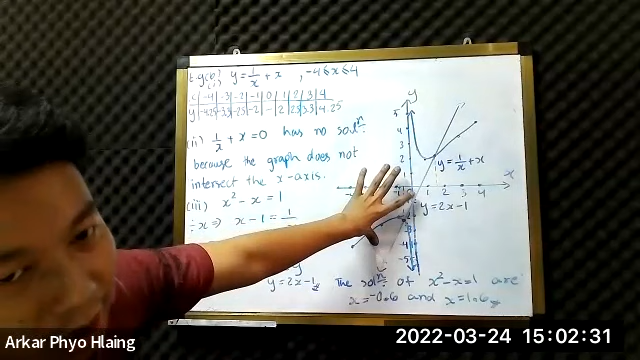 (i) y = 1/x + x , -4 ≤ x ≤ 4
x -4 -3 -2 -1 0 1 2 3 4
y -4.25 -3.3 -2.5 -2 - 2 2.5 3.3 4.25
(ii) 1/x + x = 0 has no solⁿ
because the graph does not
intersect the x-axis.
(iii) x² - x = 1
÷x ⇒ x - 1 = 1/
y = 2x-1
y
x
y = 1/x + x
y = 2x-1
The solⁿ of x² - x = 1 are
x = -0.6 and x = 1.6
Arkar Phyo Hlaing
2022-03-24 15:02:31